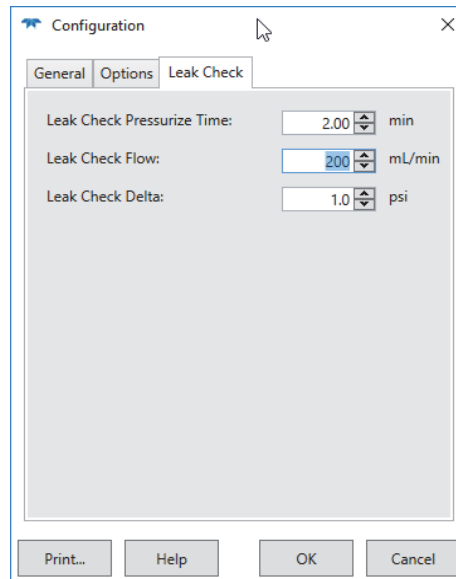 Configuration
General Options Leak Check
Leak Check Pressurize Time: 2.00 min
Leak Check Flow: 200 mL/min
Leak Check Delta: 1.0 psi
Print... Help OK Cancel